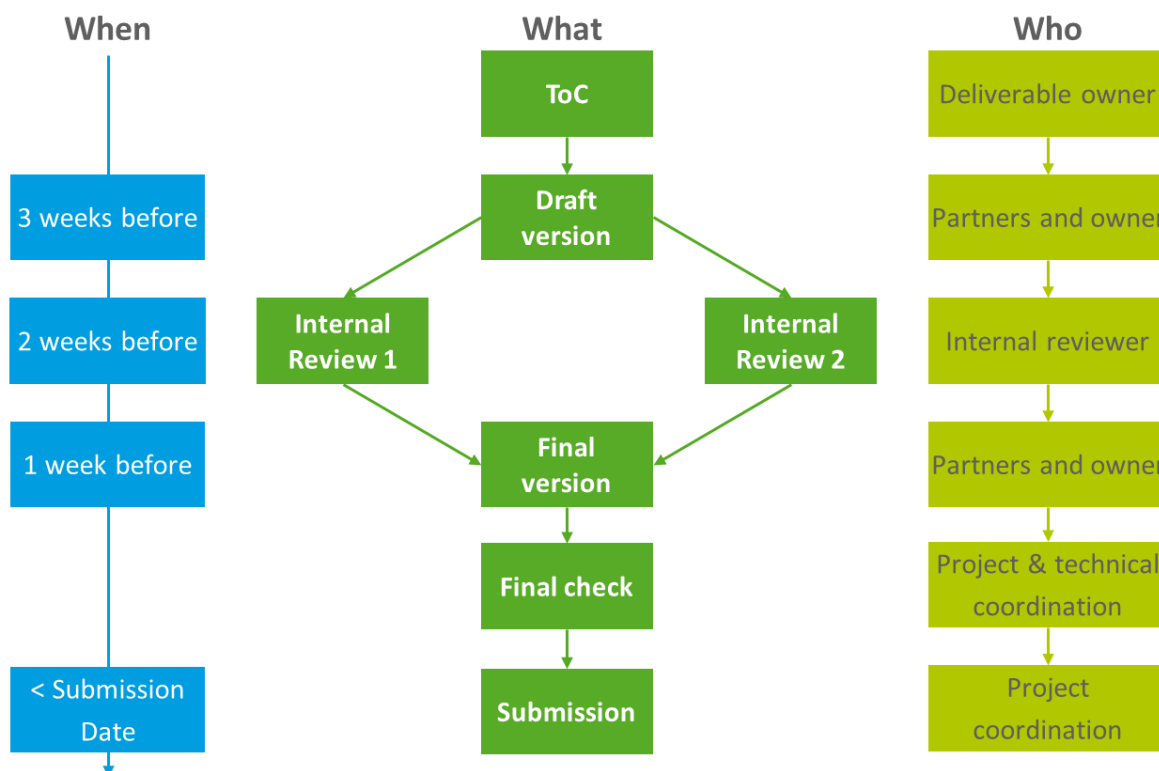 When
What
Who
ToC
Deliverable owner
3 weeks before
Draft
version
Partners and owner
2 weeks before
Internal
Review 1
Internal
Review 2
Internal reviewer
1 week before
Final
version
Partners and owner
Final check
Project & technical
coordination
< Submission
Date
Submission
Project
coordination